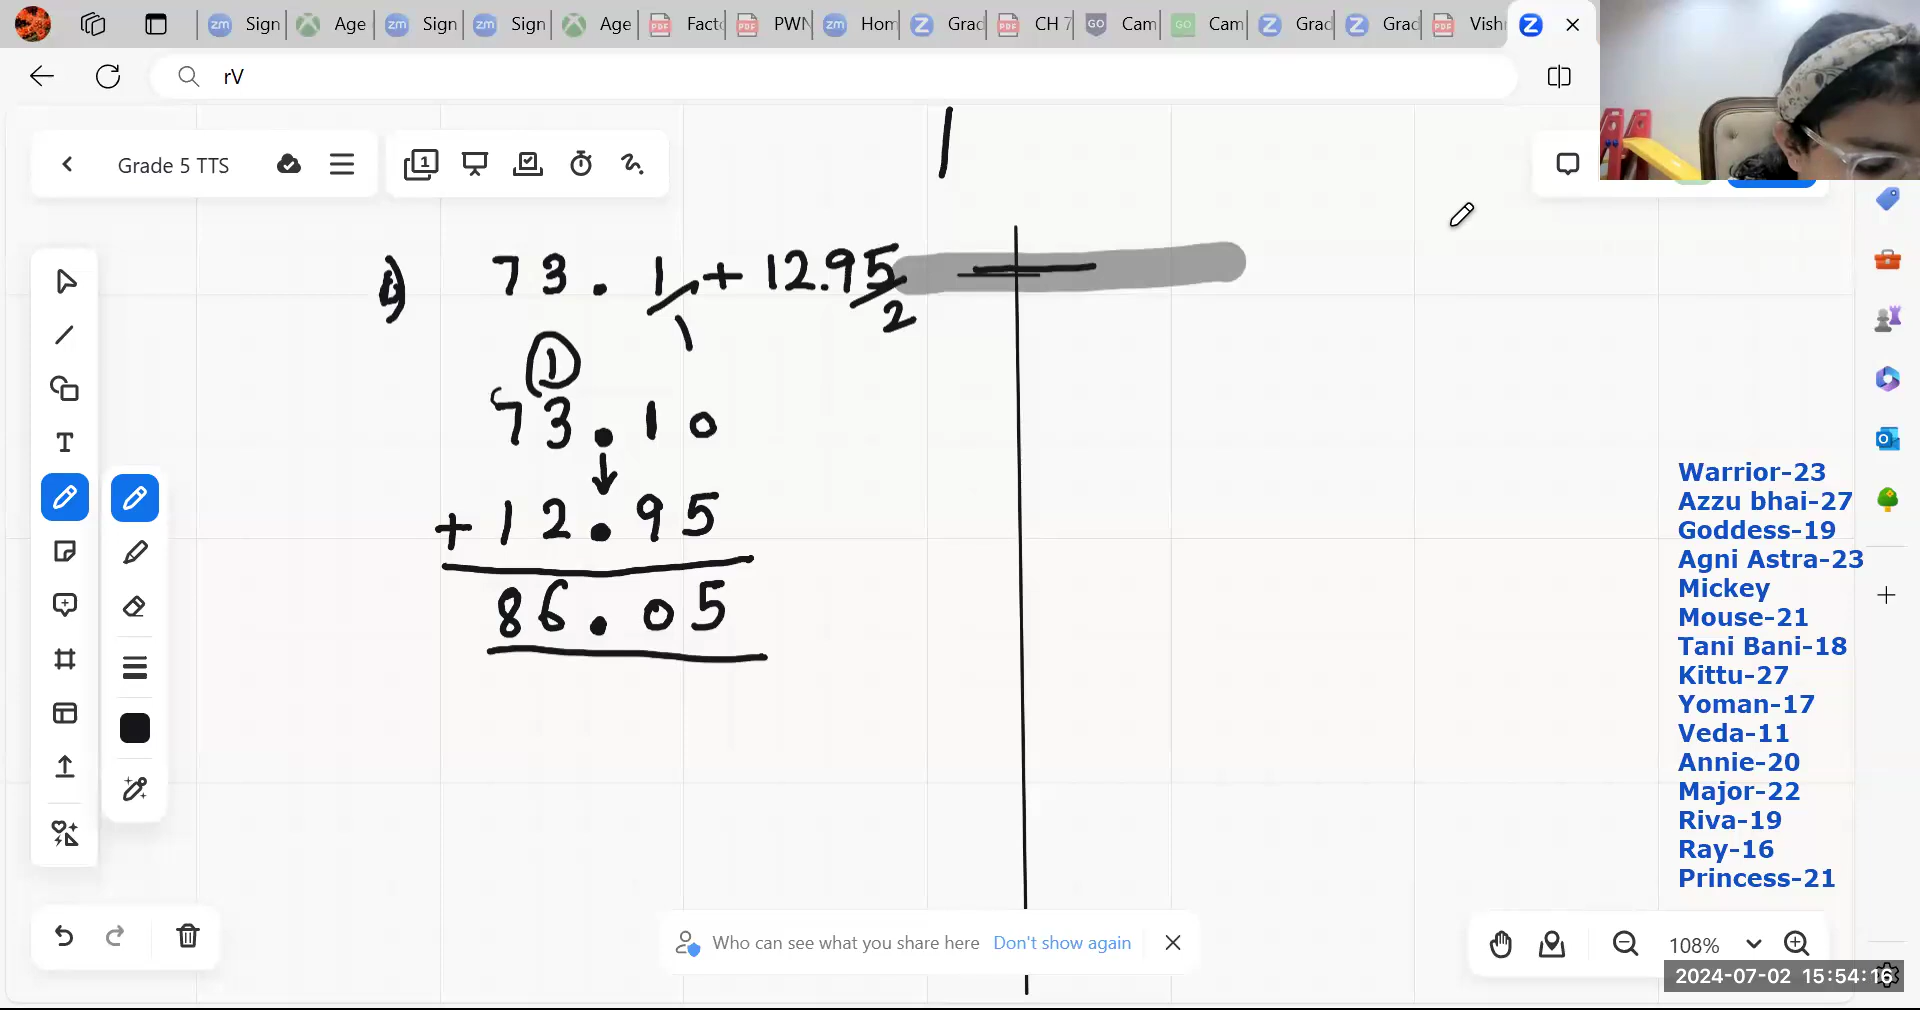 Sign
Age
Sign
Sign
Age
Fact
PWN
Hom
Grad
CH 7
Cam
Cam
Grad
Grad
Vish
rV
Grade 5 TTS
1
73.1 + 12.95
1
2
1
73.10
+ 12.95
86.05
Warrior-23
Azzu bhai-27
Goddess-19
Agni Astra-23
Mickey
Mouse-21
Tani Bani-18
Kittu-27
Yoman-17
Veda-11
Annie-20
Major-22
Riva-19
Ray-16
Princess-21
Who can see what you share here Don't show again
108%
2024-07-02 15:54:16